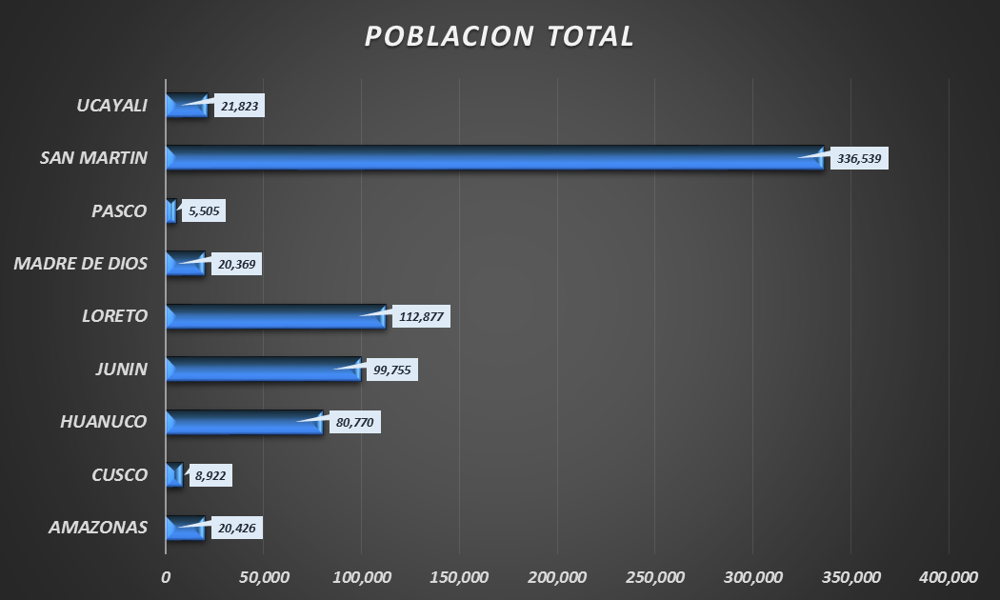 POBLACION TOTAL
UCAYALI 21,823
SAN MARTIN 336,539
PASCO 5,505
MADRE DE DIOS 20,369
LORETO 112,877
JUNIN 99,755
HUANUCO 80,770
CUSCO 8,922
AMAZONAS 20,426
0 50,000 100,000 150,000 200,000 250,000 300,000 350,000 400,000